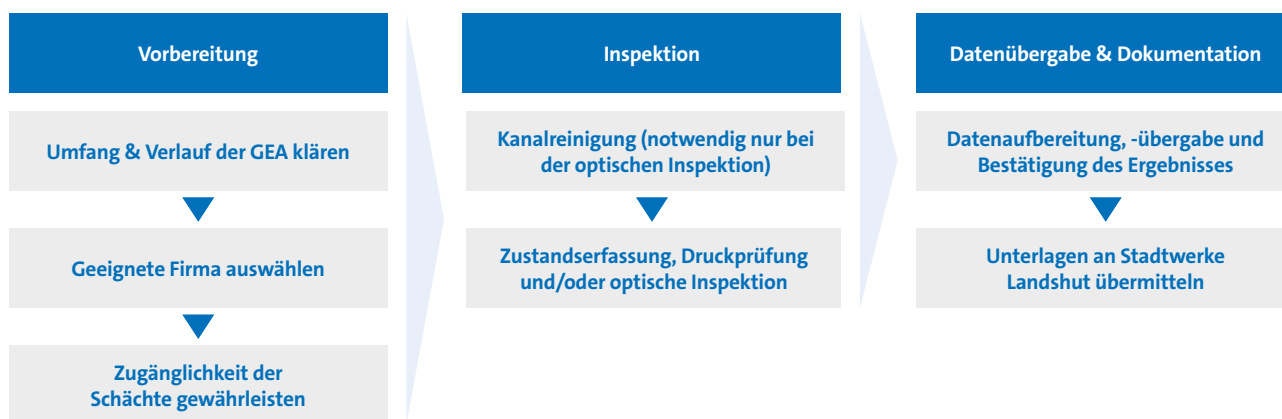 Vorbereitung
Umfang & Verlauf der GEA klären
Geeignete Firma auswählen
Zugänglichkeit der
Schächte gewährleisten
Inspektion
Kanalreinigung (notwendig nur bei
der optischen Inspektion)
Zustandserfassung, Druckprüfung
und/oder optische Inspektion
Datenübergabe & Dokumentation
Datenaufbereitung, -übergabe und
Bestätigung des Ergebnisses
Unterlagen an Stadtwerke
Landshut übermitteln